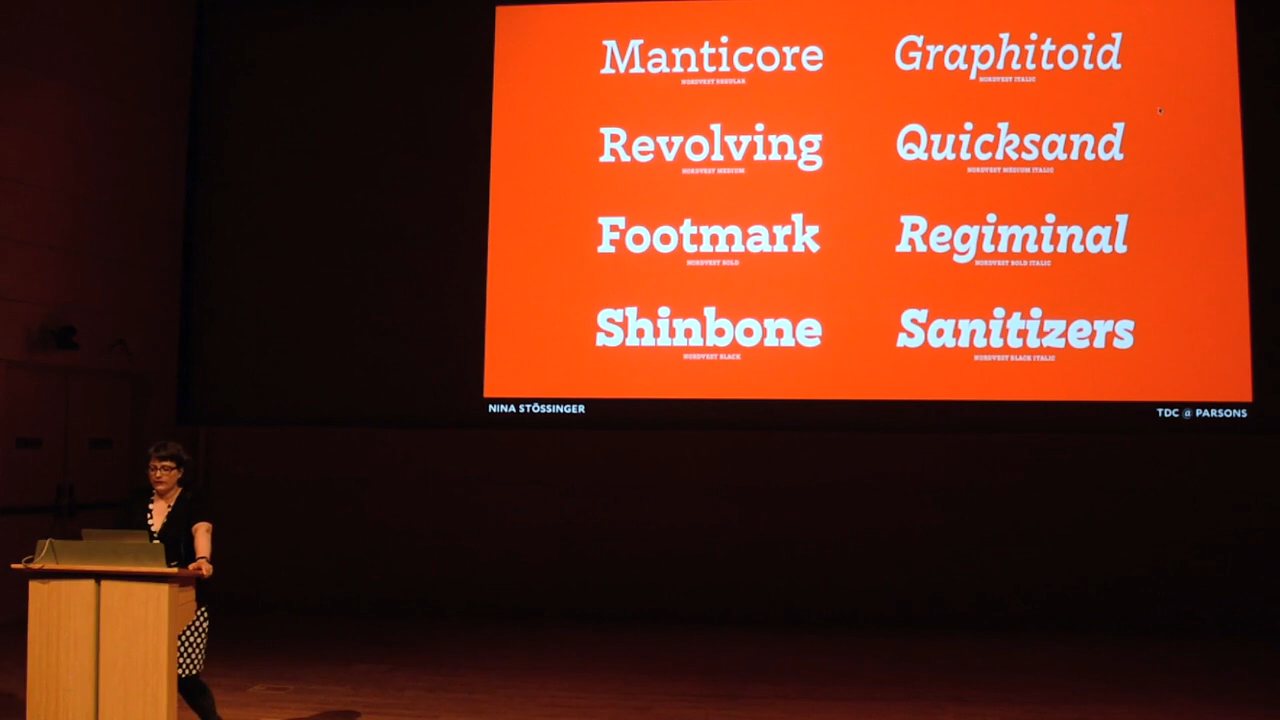 Manticore
NORDVEST REGULAR
Graphitoid
NORDVEST ITALIC
Revolving
NORDVEST MEDIUM
Quicksand
NORDVEST MEDIUM ITALIC
Footmark
NORDVEST BOLD
Regiminal
NORDVEST BOLD ITALIC
Shinbone
NORDVEST BLACK
Sanitizers
NORDVEST BLACK ITALIC
NINA STÖSSINGER
TDC @ PARSONS